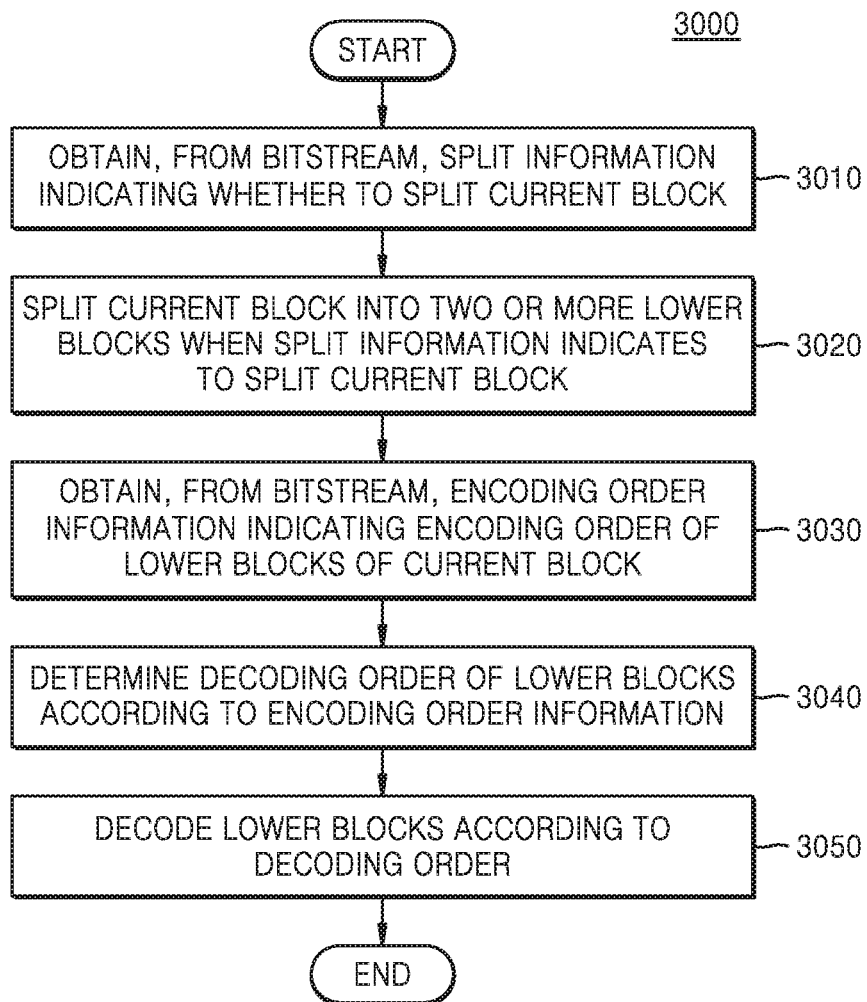 3000
START
OBTAIN, FROM BITSTREAM, SPLIT INFORMATION
INDICATING WHETHER TO SPLIT CURRENT BLOCK
3010
SPLIT CURRENT BLOCK INTO TWO OR MORE LOWER
BLOCKS WHEN SPLIT INFORMATION INDICATES
TO SPLIT CURRENT BLOCK
3020
OBTAIN, FROM BITSTREAM, ENCODING ORDER
INFORMATION INDICATING ENCODING ORDER OF
LOWER BLOCKS OF CURRENT BLOCK
3030
DETERMINE DECODING ORDER OF LOWER BLOCKS
ACCORDING TO ENCODING ORDER INFORMATION
3040
DECODE LOWER BLOCKS ACCORDING TO
DECODING ORDER
3050
END